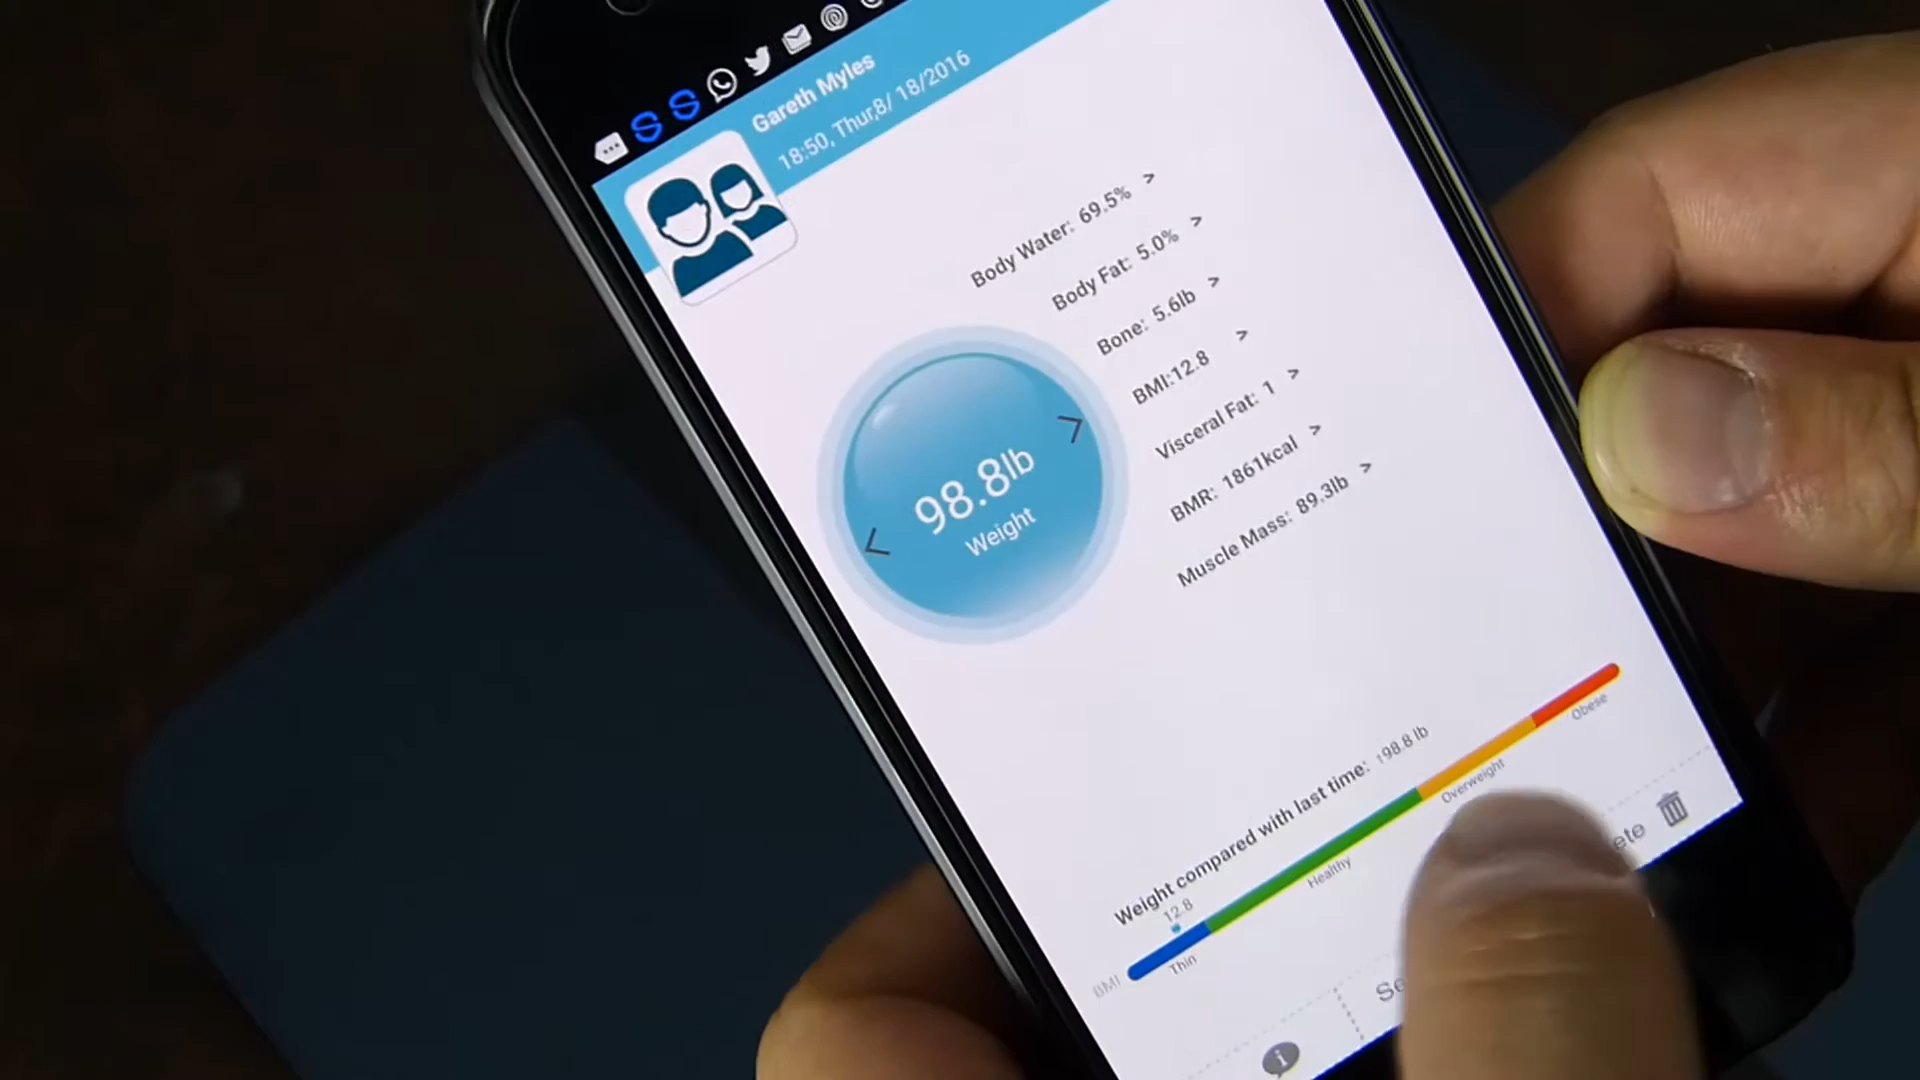 Gareth Myles
18:50, Thur,8/ 18/2016
Body Water: 69.5% >
Body Fat: 5.0% >
Bone: 5.6lb >
BMI:12.8 >
Visceral Fat: 1 >
BMR: 1861kcal >
Muscle Mass: 89.3lb >
< 98.8lb >
Weight
Weight compared with last time: ↑98.8 lb
12.8
BMI
Thin
Healthy
Overweight
Obese